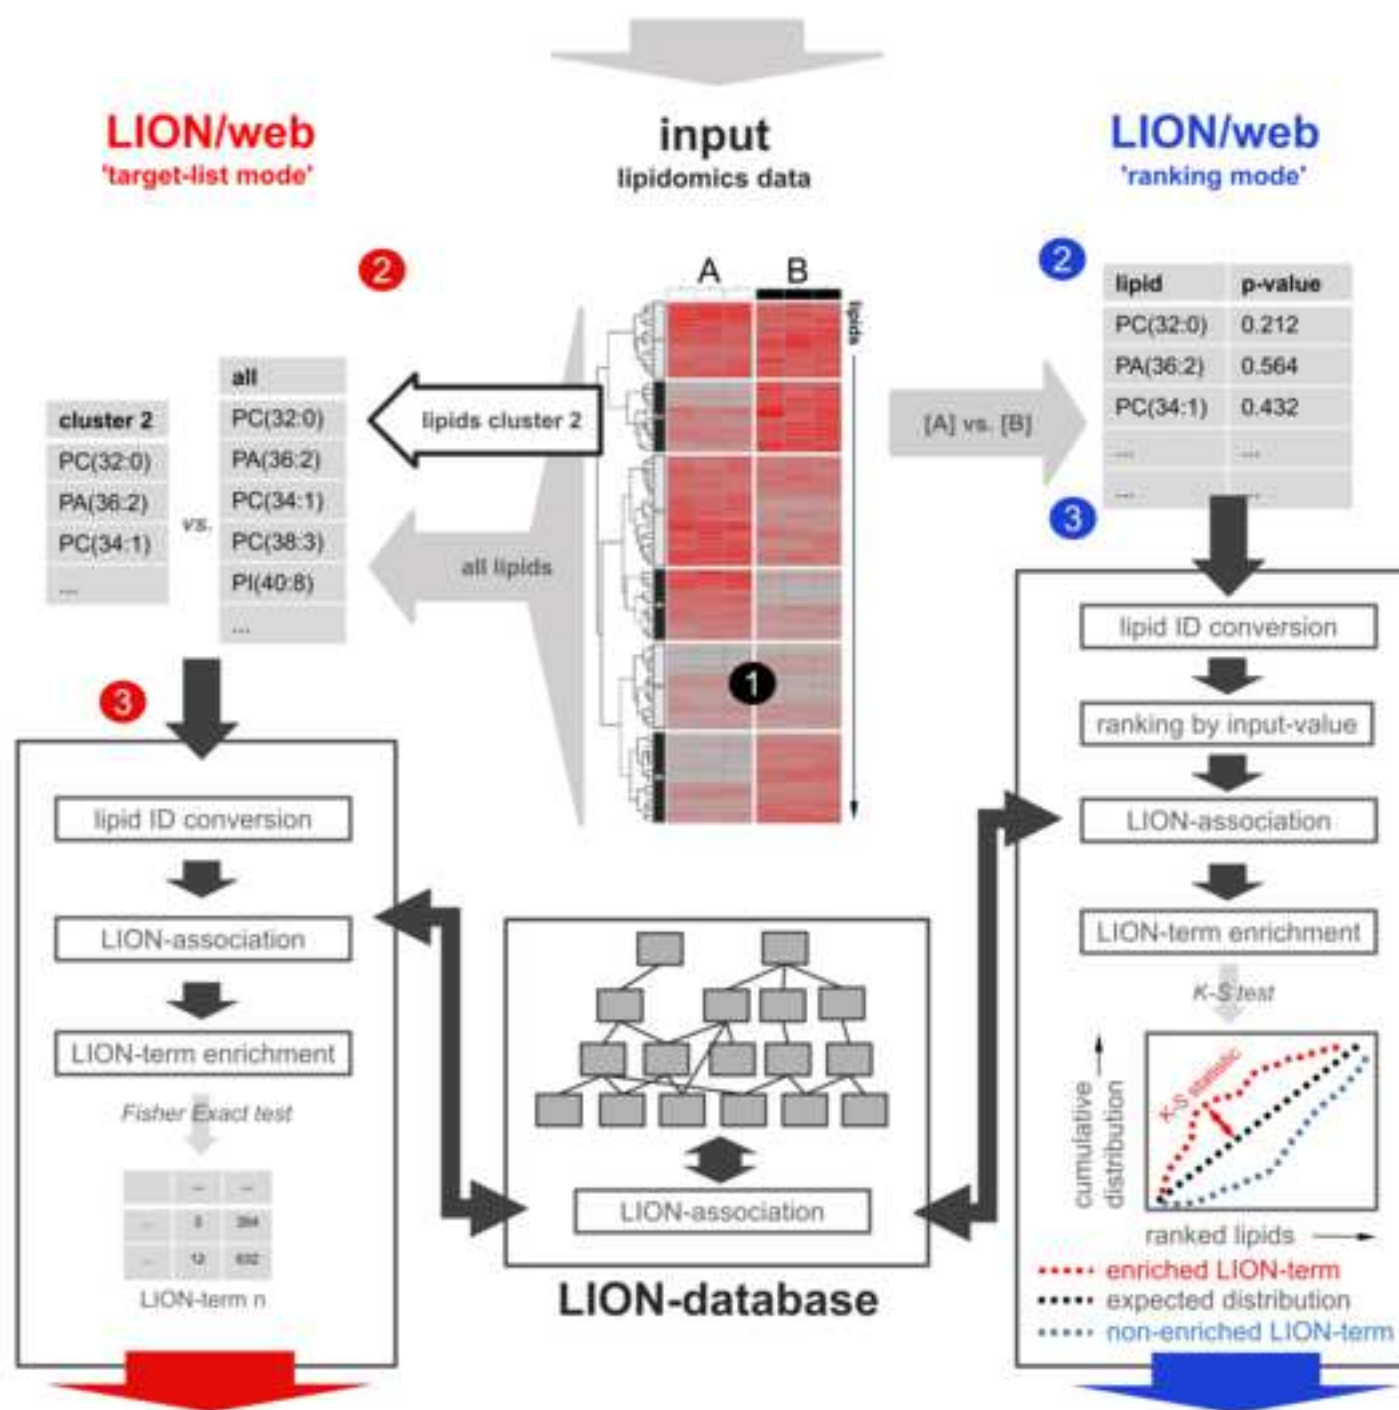 LION/web
'target-list mode'
input
lipidomics data
LION/web
'ranking mode'
2
all
PC(32:0)
PA(36:2)
PC(34:1)
PC(38:3)
PI(40:8)
...
cluster 2
PC(32:0)
PA(36:2)
PC(34:1)
...
vs.
lipids cluster 2
all lipids
A
B
lipids
1
[A] vs. [B]
2
lipid p-value
PC(32:0) 0.212
PA(36:2) 0.564
PC(34:1) 0.432
... ...
... ...
3
lipid ID conversion
LION-association
LION-term enrichment
Fisher Exact test
... ...
... 5 394
... 12 632
LION-term n
LION-association
LION-database
3
lipid ID conversion
ranking by input-value
LION-association
LION-term enrichment
K-S test
K-S statistic
cumulative
distribution
ranked lipids
enriched LION-term
expected distribution
non-enriched LION-term